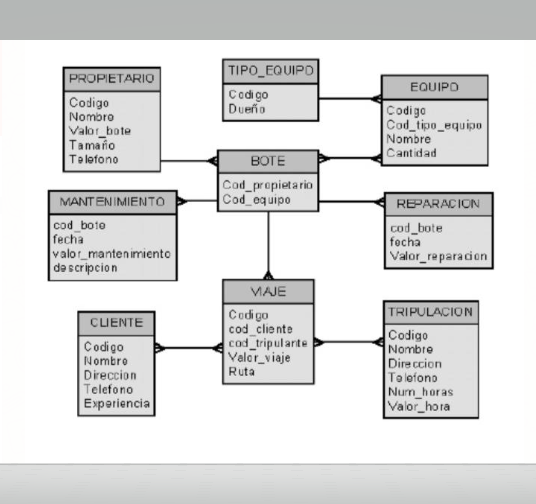 PROPIETARIO
Codigo
Nombre
Valor_bote
Tamaño
Telefono
TIPO_EQUIPO
Codigo
Dueño
EQUIPO
Codigo
Cod_tipo_equipo
Nombre
Cantidad
BOTE
Cod_propietario
Cod_equipo
MANTENIMIENTO
cod_bote
fecha
valor_mantenimiento
descripcion
REPARACION
cod_bote
fecha
Valor_reparacion
VIAJE
Codigo
cod_cliente
cod_tripulante
Valor_viaje
Ruta
CLIENTE
Codigo
Nombre
Direccion
Telefono
Experiencia
TRIPULACION
Codigo
Nombre
Direccion
Telefono
Num_horas
Valor_hora